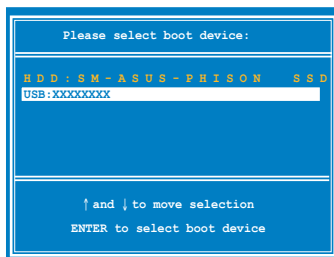 Please select boot device:
HDD:SM-ASUS-PHISON SSD
USB:XXXXXXXX
↑ and ↓ to move selection
ENTER to select boot device